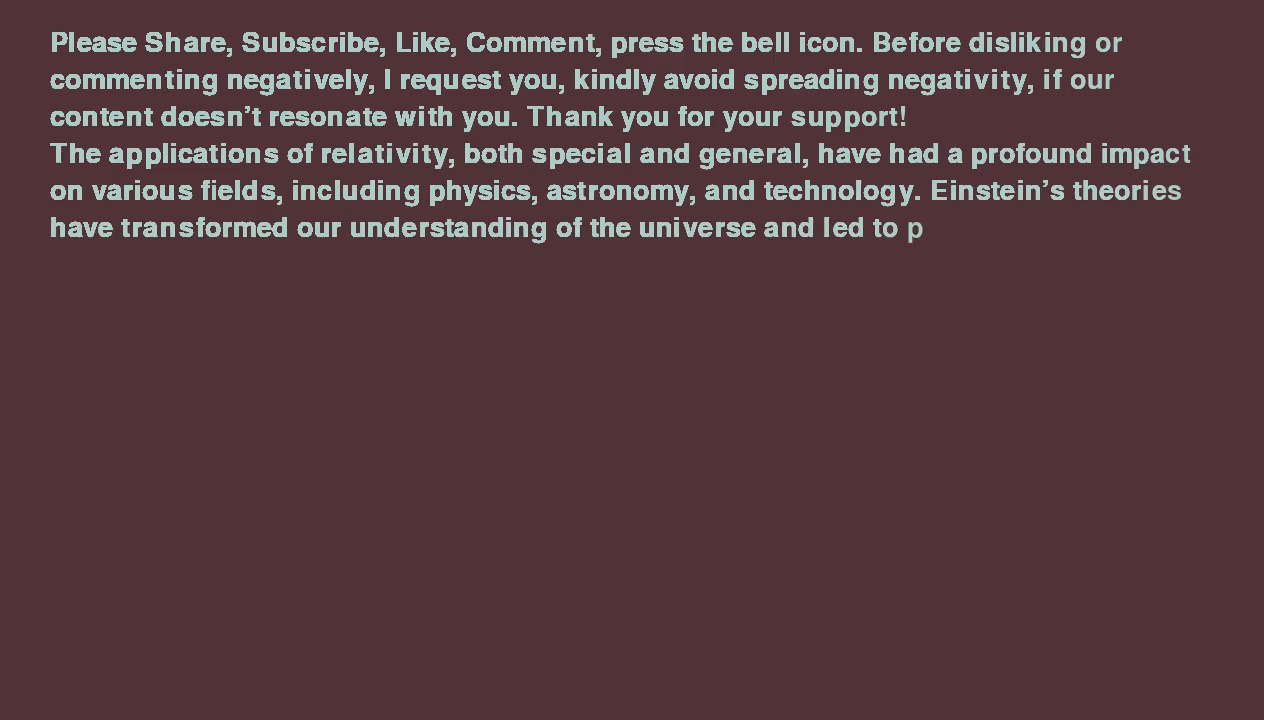 Please Share, Subscribe, Like, Comment, press the bell icon. Before disliking or
commenting negatively, I request you, kindly avoid spreading negativity, if our
content doesn’t resonate with you. Thank you for your support!
The applications of relativity, both special and general, have had a profound impact
on various fields, including physics, astronomy, and technology. Einstein’s theories
have transformed our understanding of the universe and led to p